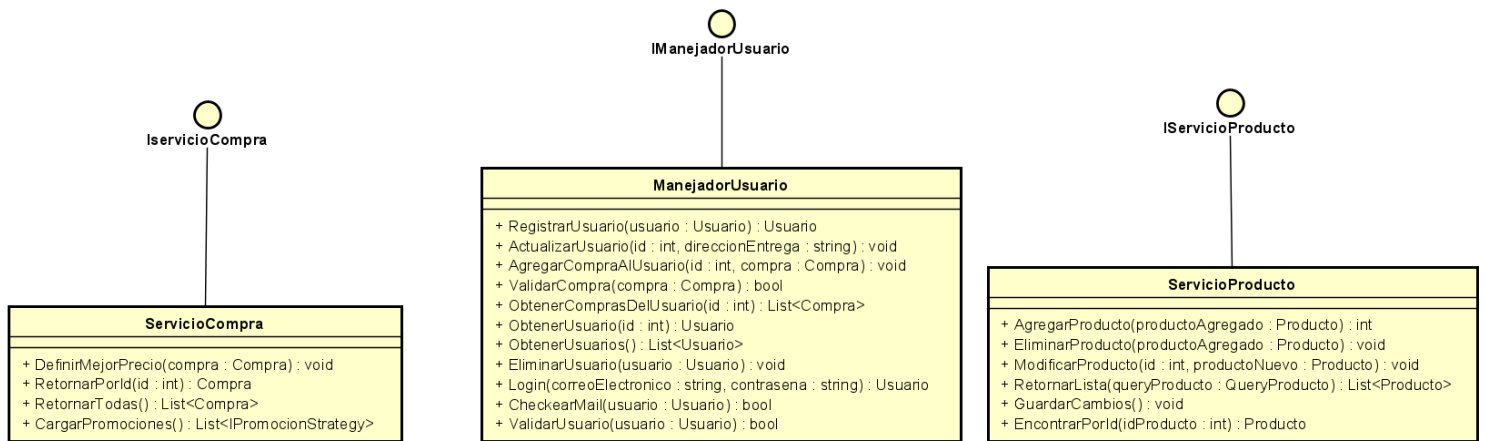 IManejadorUsuario
IservicioCompra
IServicioProducto
ManejadorUsuario
+ RegistrarUsuario(usuario : Usuario) : Usuario
+ ActualizarUsuario(id : int, direccionEntrega : string) : void
+ AgregarCompraAlUsuario(id : int, compra : Compra) : void
+ ValidarCompra(compra : Compra) : bool
+ ObtenerComprasDelUsuario(id : int) : List<Compra>
+ ObtenerUsuario(id : int) : Usuario
+ ObtenerUsuarios() : List<Usuario>
+ EliminarUsuario(usuario : Usuario) : void
+ Login(correoElectronico : string, contrasena : string) : Usuario
+ CheckearMail(usuario : Usuario) : bool
+ ValidarUsuario(usuario : Usuario) : bool
ServicioProducto
+ AgregarProducto(productoAgregado : Producto) : int
+ EliminarProducto(productoAgregado : Producto) : void
+ ModificarProducto(id : int, productoNuevo : Producto) : void
+ RetornarLista(queryProducto : QueryProducto) : List<Producto>
+ GuardarCambios() : void
+ EncontrarPorId(idProducto : int) : Producto
ServicioCompra
+ DefinirMejorPrecio(compra : Compra) : void
+ RetornarPorId(id : int) : Compra
+ RetornarTodas() : List<Compra>
+ CargarPromociones() : List<IPromocionStrategy>